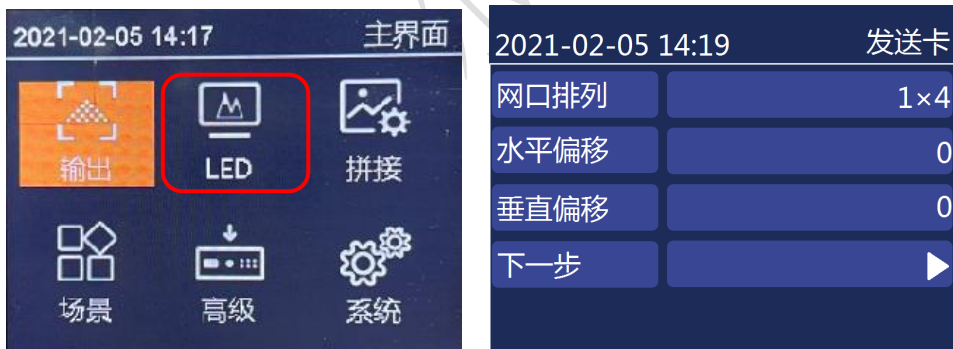 2021-02-05 14:17 主界面
输出 LED 拼接
场景 高级 系统
2021-02-05 14:19 发送卡
网口排列 1×4
水平偏移 0
垂直偏移 0
下一步